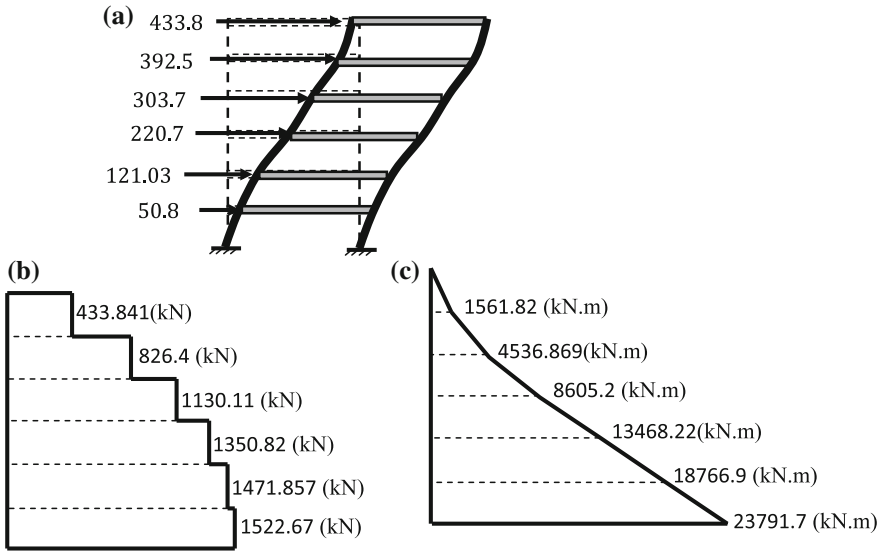 (a)
433.8
392.5
303.7
220.7
121.03
50.8
(b)
433.841(kN)
826.4 (kN)
1130.11 (kN)
1350.82 (kN)
1471.857 (kN)
1522.67 (kN)
(c)
1561.82 (kN.m)
4536.869(kN.m)
8605.2 (kN.m)
13468.22(kN.m)
18766.9 (kN.m)
23791.7 (kN.m)